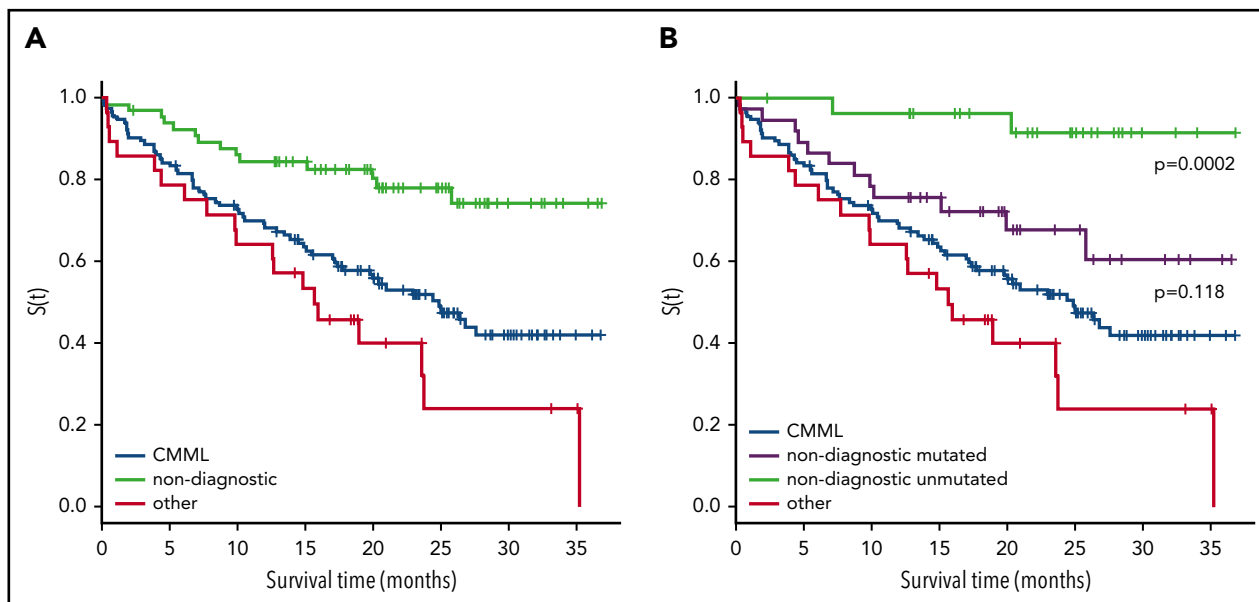 A
S(t)
1.0
0.8
0.6
0.4
0.2
0.0
CMML
non-diagnostic
other
0 5 10 15 20 25 30 35
Survival time (months)
B
S(t)
1.0
0.8
0.6
0.4
0.2
0.0
p=0.0002
p=0.118
CMML
non-diagnostic mutated
non-diagnostic unmutated
other
0 5 10 15 20 25 30 35
Survival time (months)